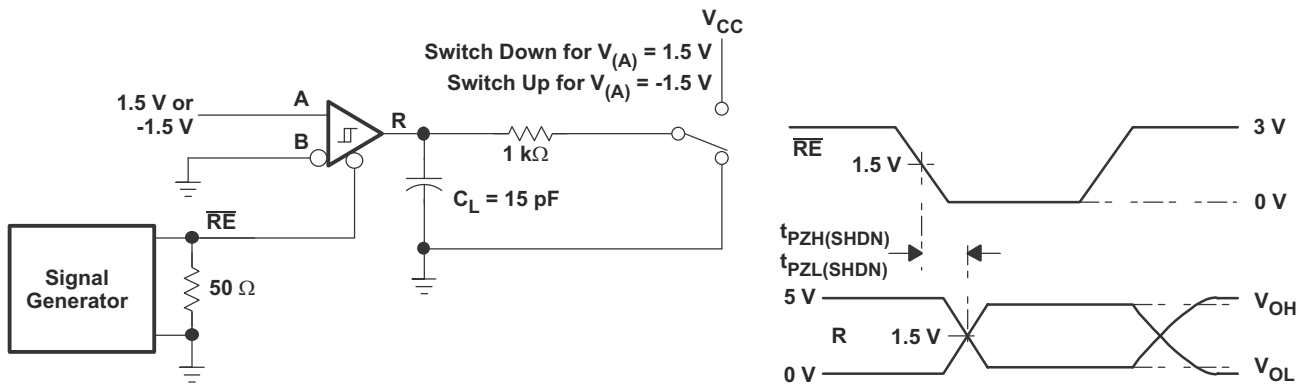 V_CC
Switch Down for V_(A) = 1.5 V
Switch Up for V_(A) = -1.5 V
1.5 V or
-1.5 V
A
B
R
1 kΩ
C_L = 15 pF
RE
Signal
Generator
50 Ω
RE
3 V
1.5 V
0 V
t_PZH(SHDN)
t_PZL(SHDN)
5 V
V_OH
R
1.5 V
0 V
V_OL